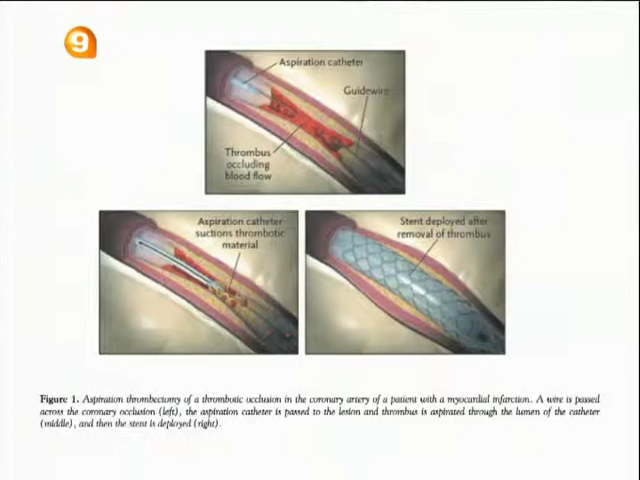 9
Aspiration catheter
Guidewire
Thrombus
occluding
blood flow
Aspiration catheter
suctions thrombotic
material
Stent deployed after
removal of thrombus
Figure 1. Aspiration thrombectomy of a thrombotic occlusion in the coronary artery of a patient with a myocardial infarction. A wire is passed
across the coronary occlusion (left), the aspiration catheter is passed to the lesion and thrombus is aspirated through the lumen of the catheter
(middle), and then the stent is deployed (right).